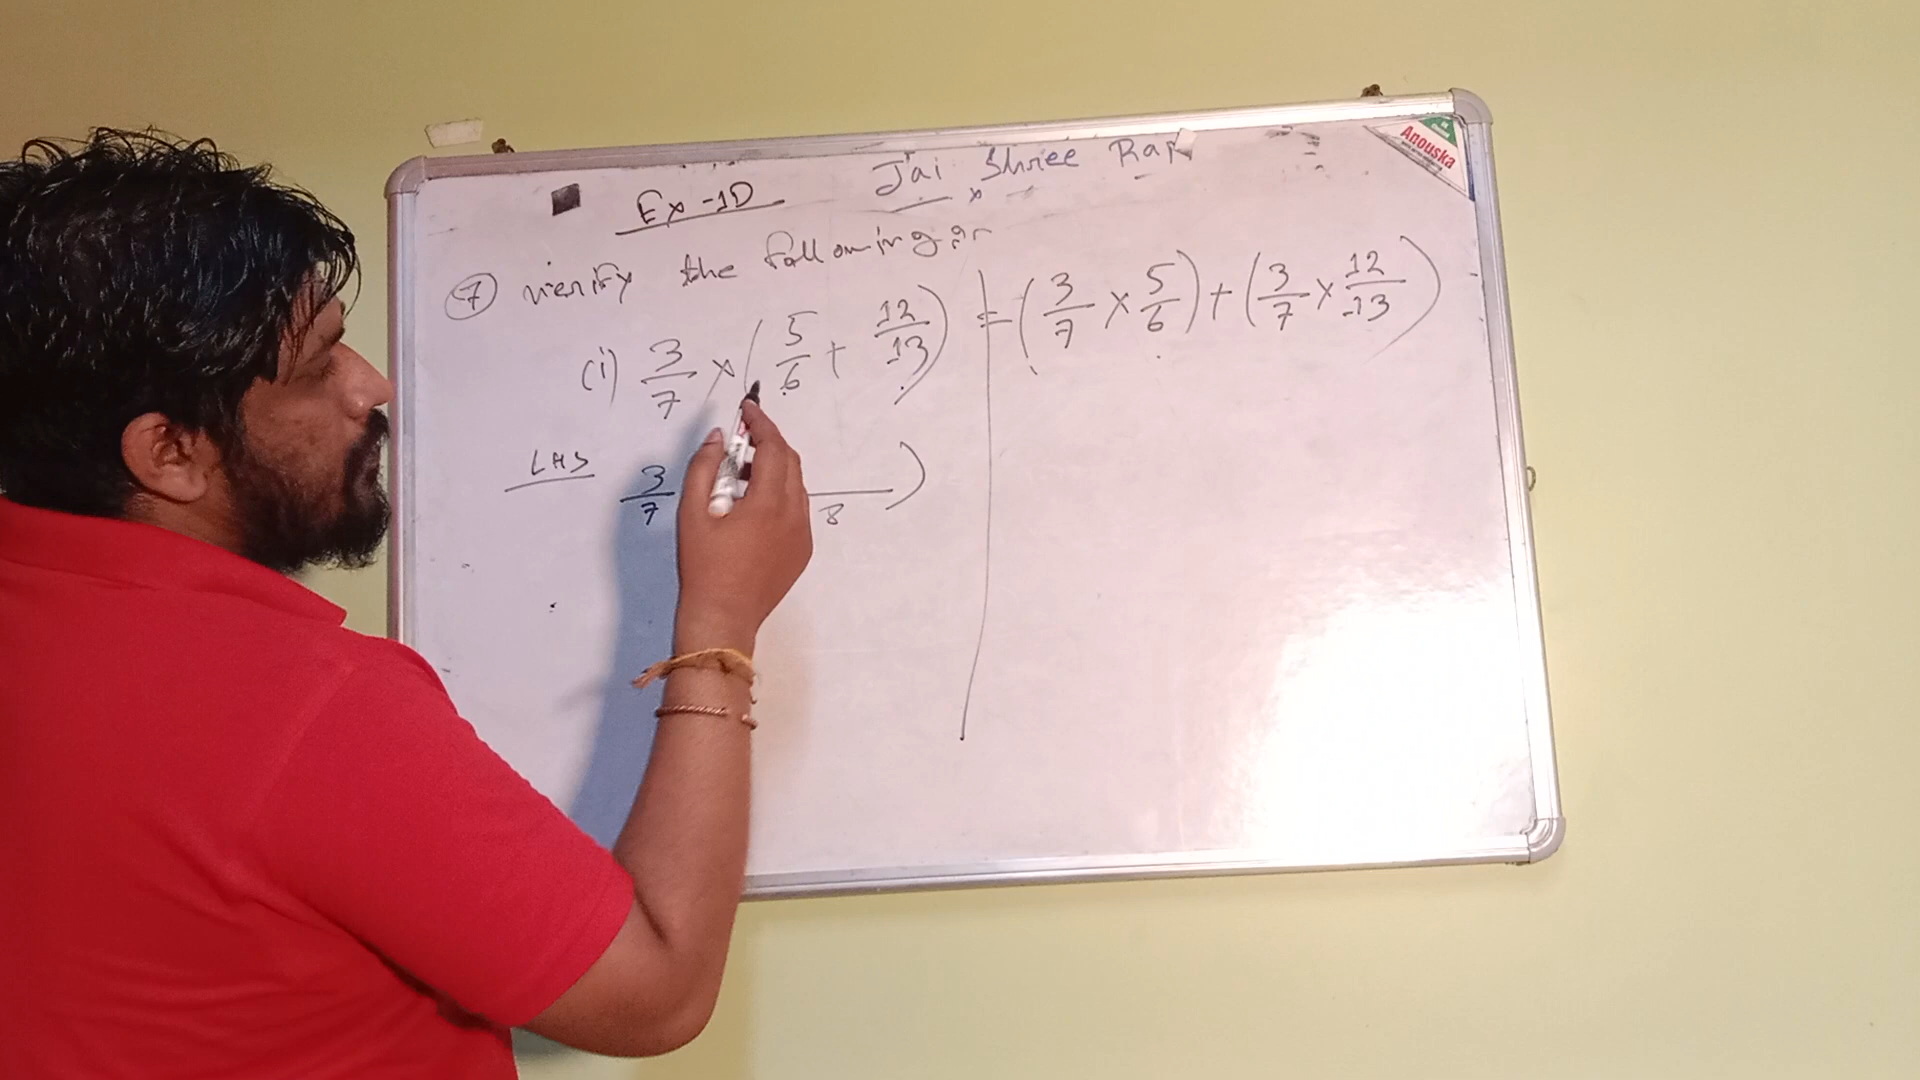 Jai Shree Ram
Ex-1D
7 verify the following:-
(i) 3/7 × (5/6 + 12/13) = (3/7 × 5/6) + (3/7 × 12/13)
LHS 3/7 8 )
Anouska